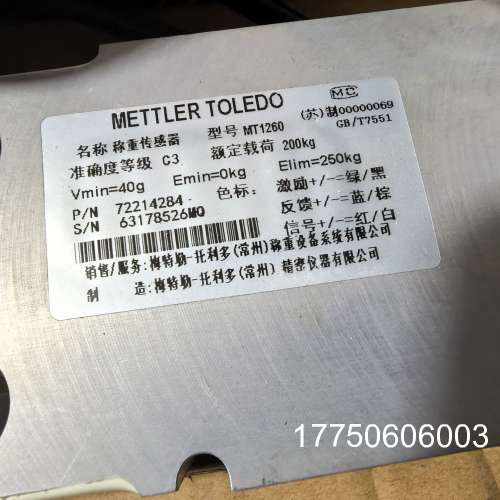 METTLER TOLEDO
MC
(苏)制00000069
GB/T7551
名称 称重传感器 型号 MT1260
准确度等级 C3 额定载荷 200kg
Vmin=40g Emin=0kg Elim=250kg
P/N 72214284 色标: 激励+/-=绿/黑
S/N 63178526MQ 反馈+/-=蓝/棕
信号+/-=红/白
销售/服务: 梅特勒-托利多(常州)称重设备系统有限公司
制 造: 梅特勒-托利多(常州) 精密仪器有限公司
17750606003